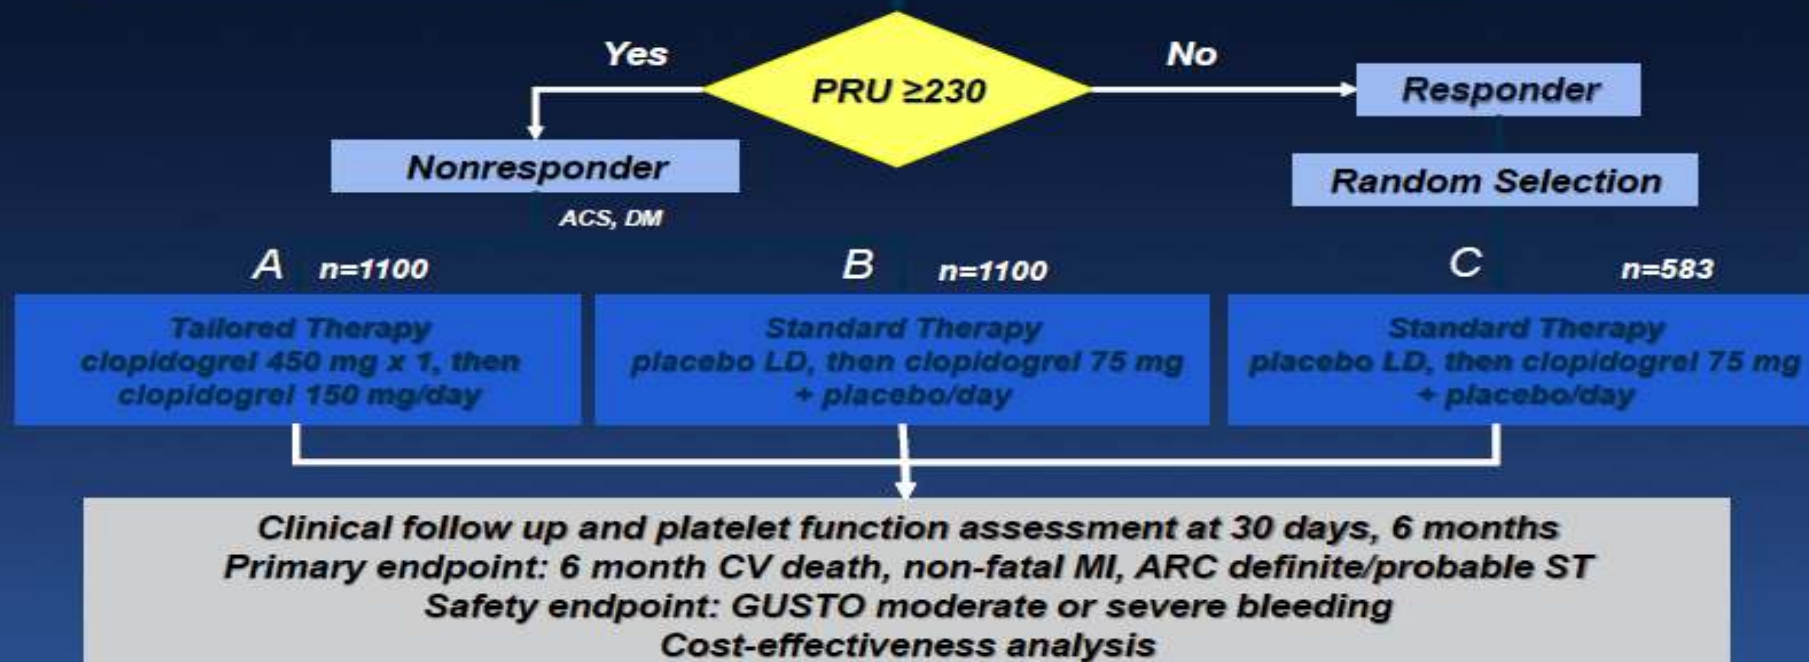 Yes
PRU ≥230
No
Responder
Nonresponder
Random Selection
ACS, DM
A n=1100
B n=1100
C n=583
Tailored Therapy
clopidogrel 450 mg x 1, then
clopidogrel 150 mg/day
Standard Therapy
placebo LD, then clopidogrel 75 mg
+ placebo/day
Standard Therapy
placebo LD, then clopidogrel 75 mg
+ placebo/day
Clinical follow up and platelet function assessment at 30 days, 6 months
Primary endpoint: 6 month CV death, non-fatal MI, ARC definite/probable ST
Safety endpoint: GUSTO moderate or severe bleeding
Cost-effectiveness analysis